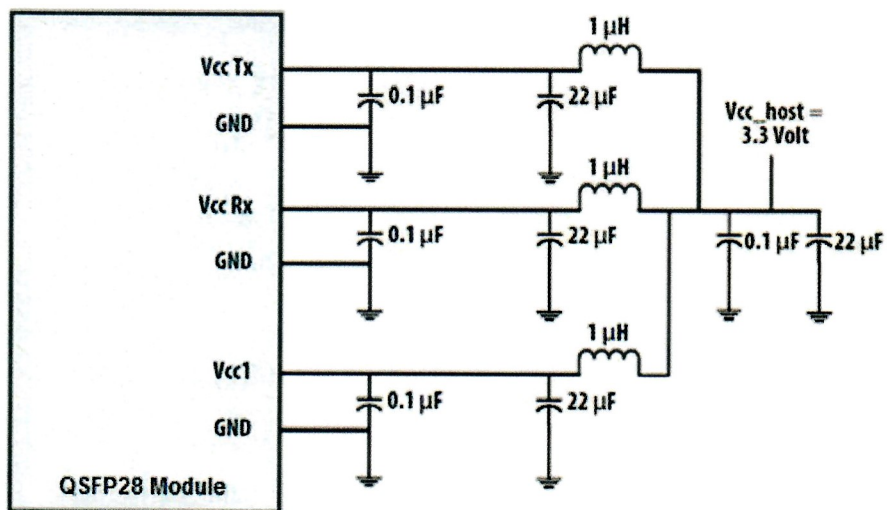 1 µH
Vcc Tx
0.1 µF
22 µF
GND
Vcc_host =
3.3 Volt
1 µH
Vcc Rx
0.1 µF
22 µF
0.1 µF
22 µF
GND
1 µH
Vcc1
0.1 µF
22 µF
GND
QSFP28 Module